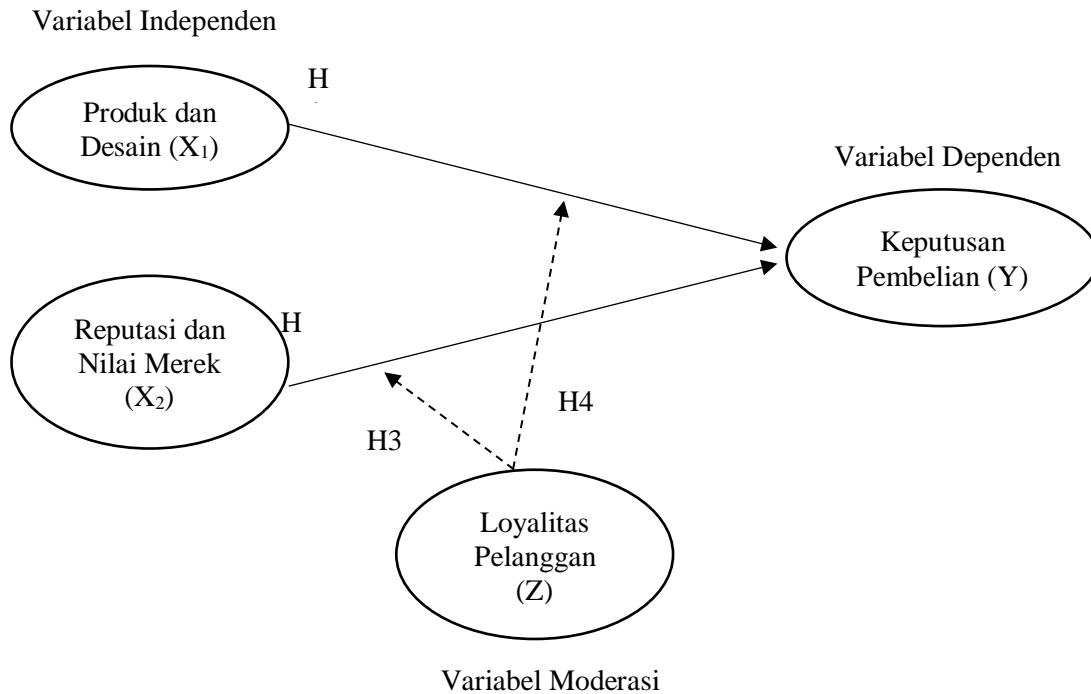 Variabel Independen
H
Produk dan
Desain (X₁)
Variabel Dependen
Keputusan
Pembelian (Y)
Reputasi dan
Nilai Merek
(X₂)
H
H4
H3
Loyalitas
Pelanggan
(Z)
Variabel Moderasi